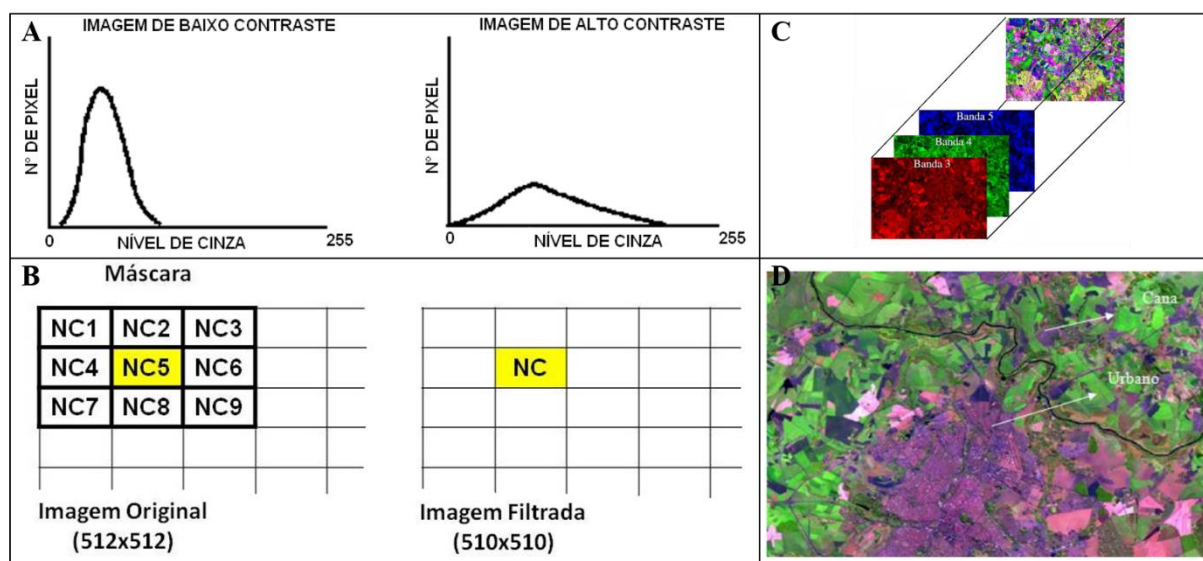 A
IMAGEM DE BAIXO CONTRASTE
N° DE PIXEL
0
NÍVEL DE CINZA
255
IMAGEM DE ALTO CONTRASTE
N° DE PIXEL
0
NÍVEL DE CINZA
255
C
Banda 5
Banda 4
Banda 3
B
Máscara
NC1 NC2 NC3
NC4 NC5 NC6
NC7 NC8 NC9
Imagem Original
(512x512)
NC
Imagem Filtrada
(510x510)
D
Cana
Urbano